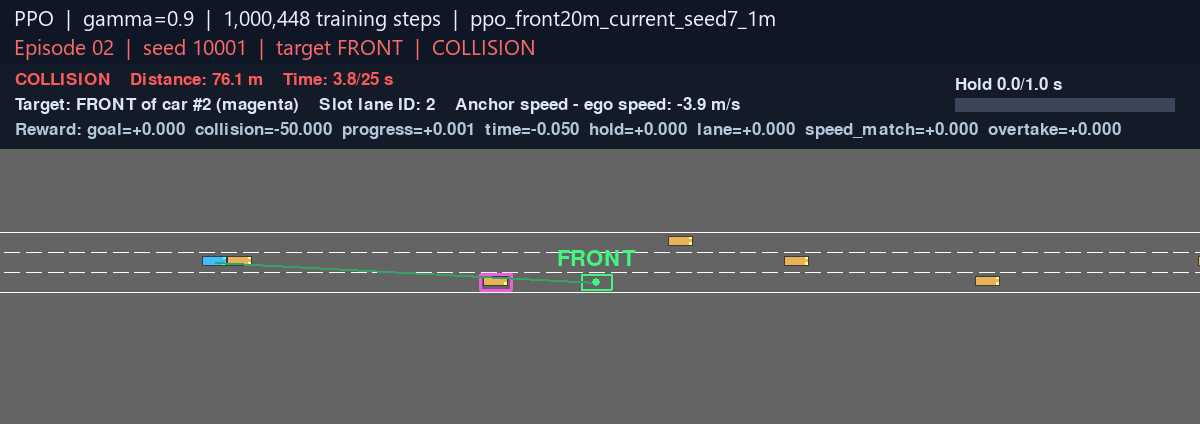 PPO | gamma=0.9 | 1,000,448 training steps | ppo_front20m_current_seed7_1m
Episode 02 | seed 10001 | target FRONT | COLLISION
COLLISION Distance: 76.1 m Time: 3.8/25 s
Hold 0.0/1.0 s
Target: FRONT of car #2 (magenta) Slot lane ID: 2 Anchor speed - ego speed: -3.9 m/s
Reward: goal=+0.000 collision=-50.000 progress=+0.001 time=-0.050 hold=+0.000 lane=+0.000 speed_match=+0.000 overtake=+0.000
FRONT